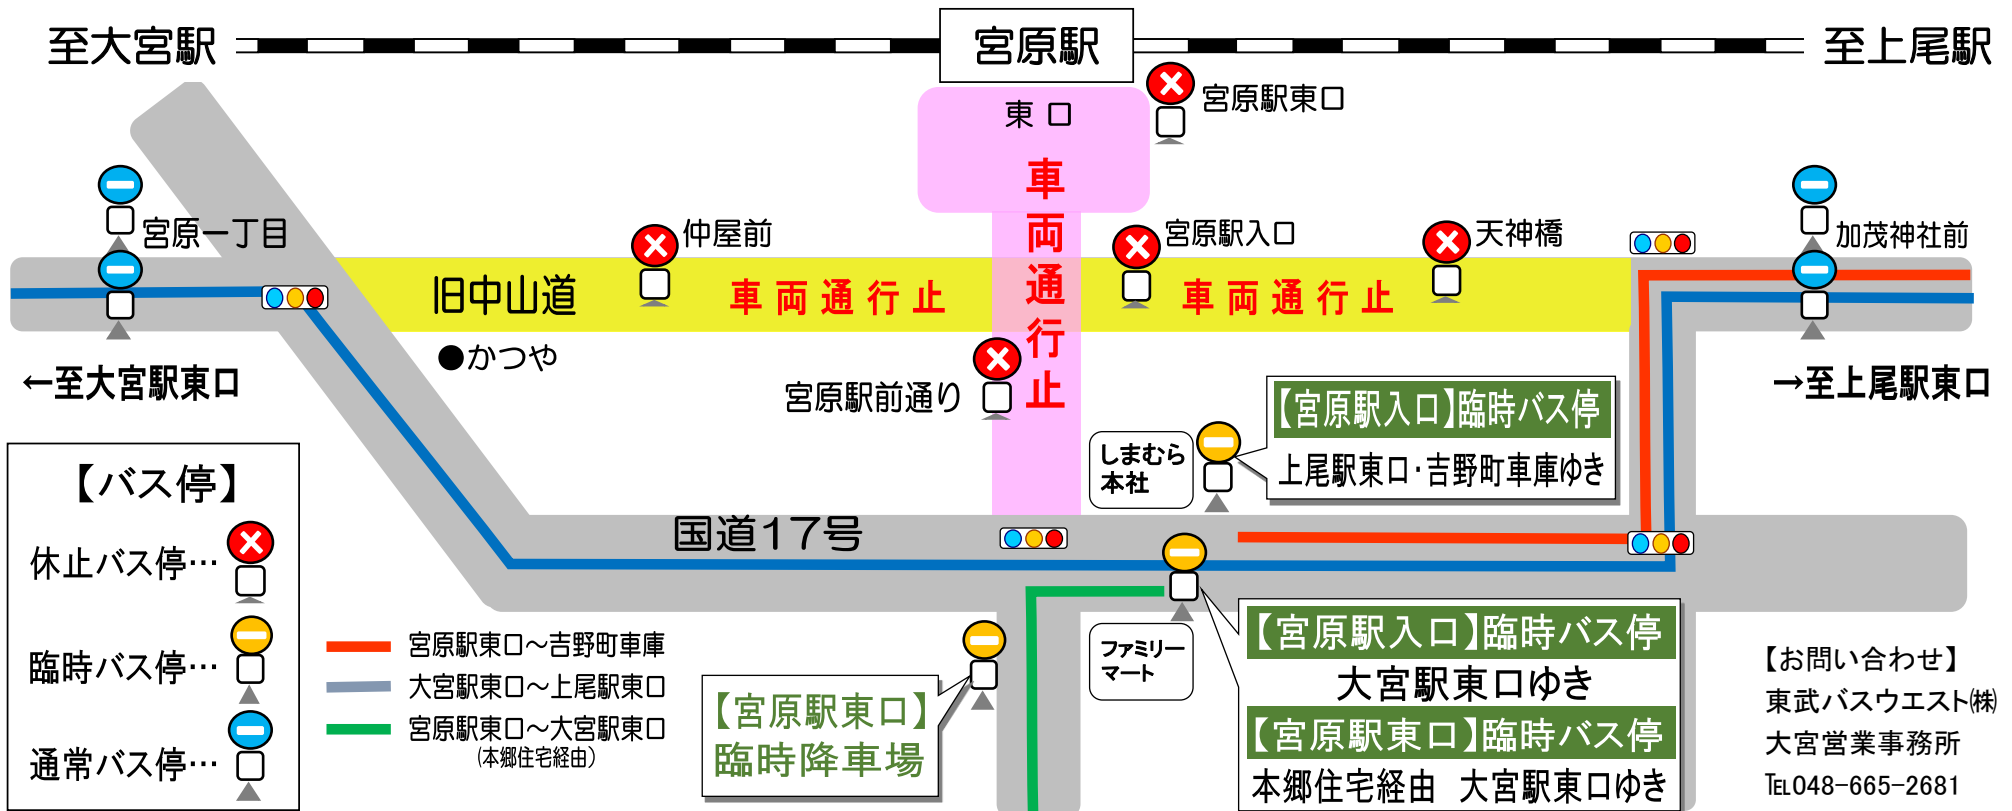 至大宮駅
宮原駅
至上尾駅
東口
宮原駅東口
車両通行止
宮原一丁目
仲屋前
宮原駅入口
天神橋
加茂神社前
旧中山道
車両通行止
車両通行止
●かつや
←至大宮駅東口
→至上尾駅東口
宮原駅前通り
【宮原駅入口】臨時バス停
上尾駅東口・吉野町車庫ゆき
しまむら
本社
【バス停】
休止バス停…
臨時バス停…
通常バス停…
国道17号
宮原駅東口～吉野町車庫
大宮駅東口～上尾駅東口
宮原駅東口～大宮駅東口
(本郷住宅経由)
【宮原駅東口】
臨時降車場
ファミリー
マート
【宮原駅入口】臨時バス停
大宮駅東口ゆき
【宮原駅東口】臨時バス停
本郷住宅経由 大宮駅東口ゆき
【お問い合わせ】
東武バスウエスト㈱
大宮営業事務所
℡048-665-2681